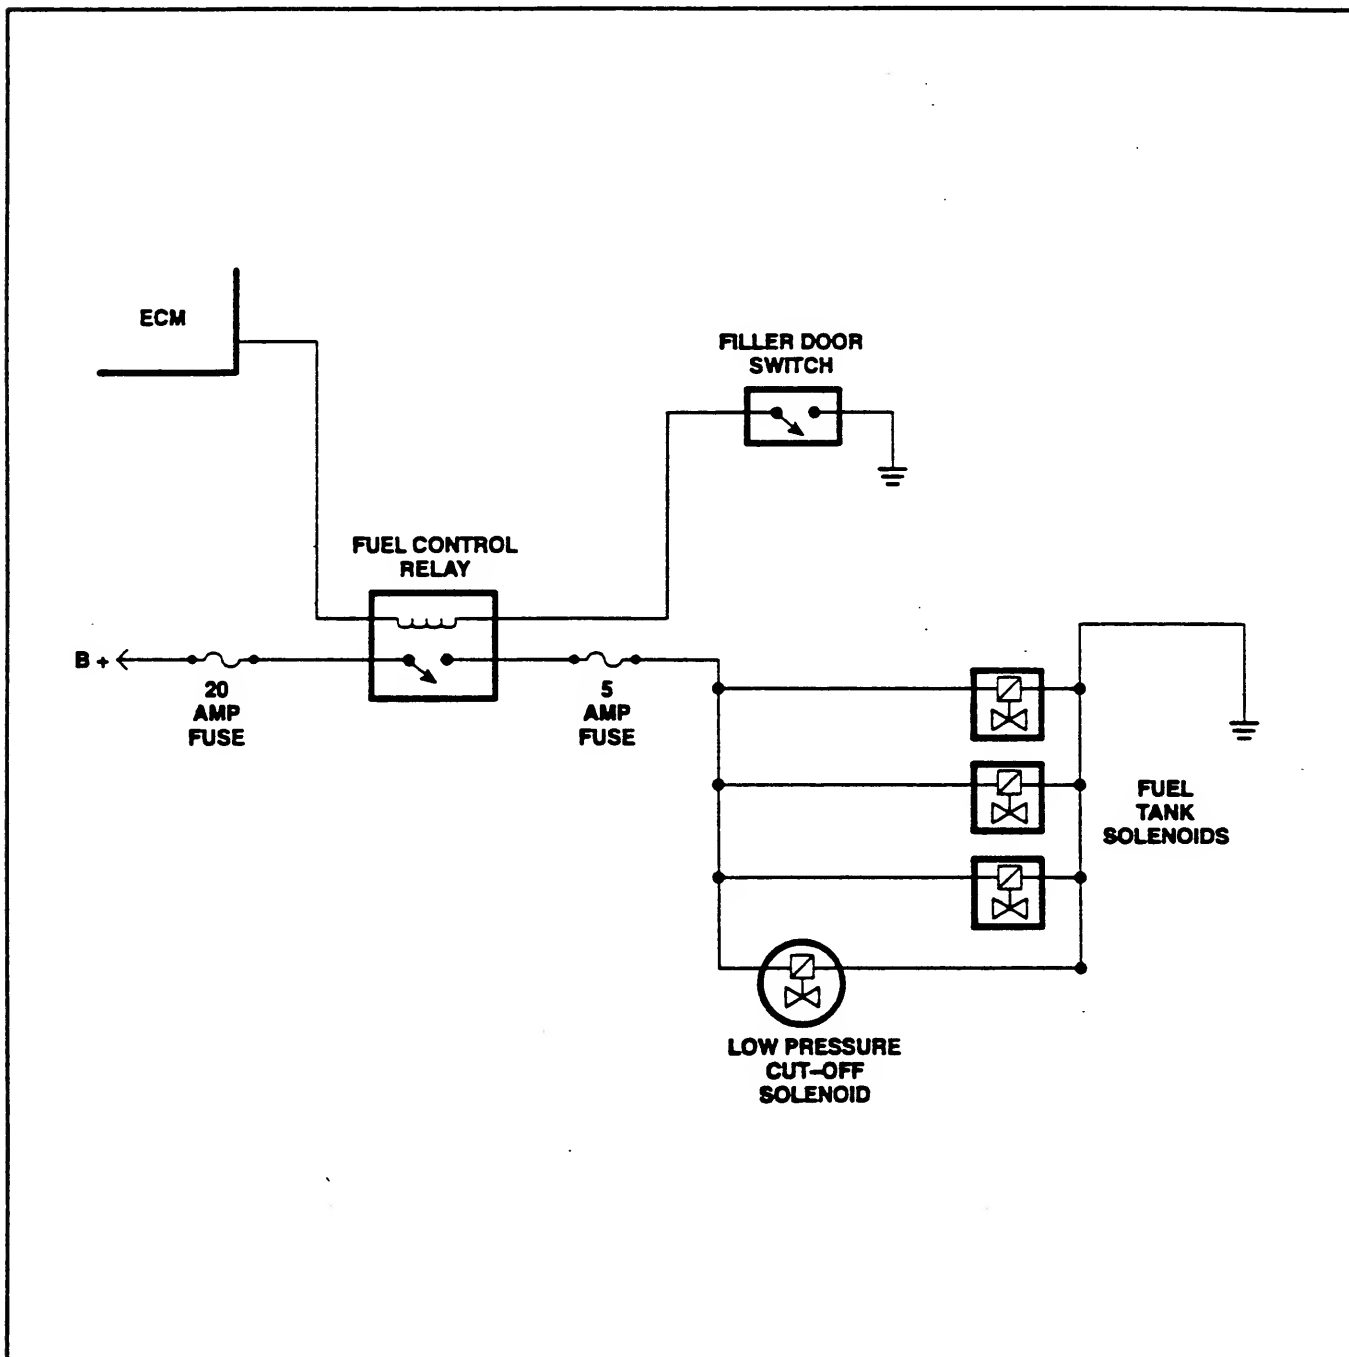 ECM
FILLER DOOR
SWITCH
FUEL CONTROL
RELAY
B +
20
AMP
FUSE
5
AMP
FUSE
FUEL
TANK
SOLENOIDS
LOW PRESSURE
CUT-OFF
SOLENOID